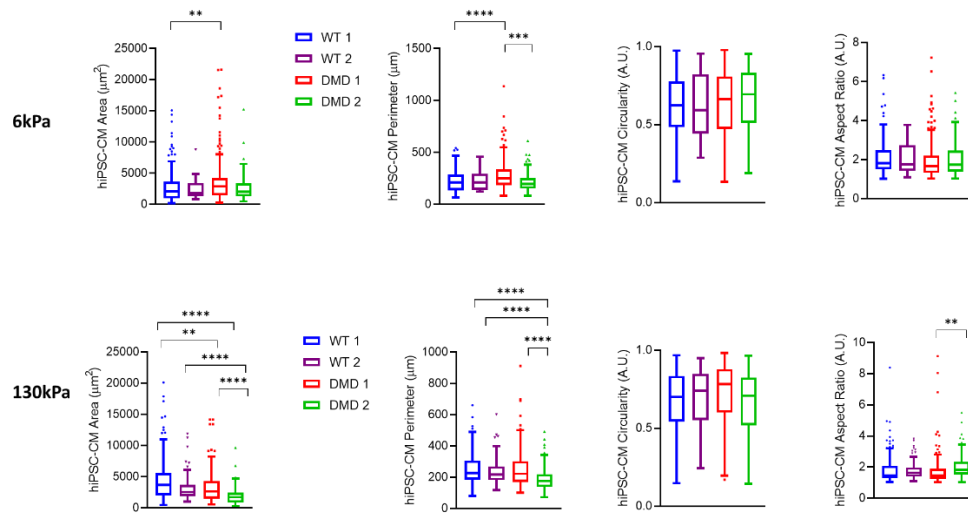 6kPa
**
hiPSC-CM Area (μm²)
25000
20000
15000
10000
5000
0
WT 1
WT 2
DMD 1
DMD 2
****
***
hiPSC-CM Perimeter (μm)
1500
1000
500
0
hiPSC-CM Circularity (A.U.)
1.0
0.5
0.0
hiPSC-CM Aspect Ratio (A.U.)
8
6
4
2
0
130kPa
****
**
****
****
hiPSC-CM Area (μm²)
25000
20000
15000
10000
5000
0
WT 1
WT 2
DMD 1
DMD 2
****
****
****
hiPSC-CM Perimeter (μm)
1000
800
600
400
200
0
hiPSC-CM Circularity (A.U.)
1.0
0.5
0.0
**
hiPSC-CM Aspect Ratio (A.U.)
10
8
6
4
2
0